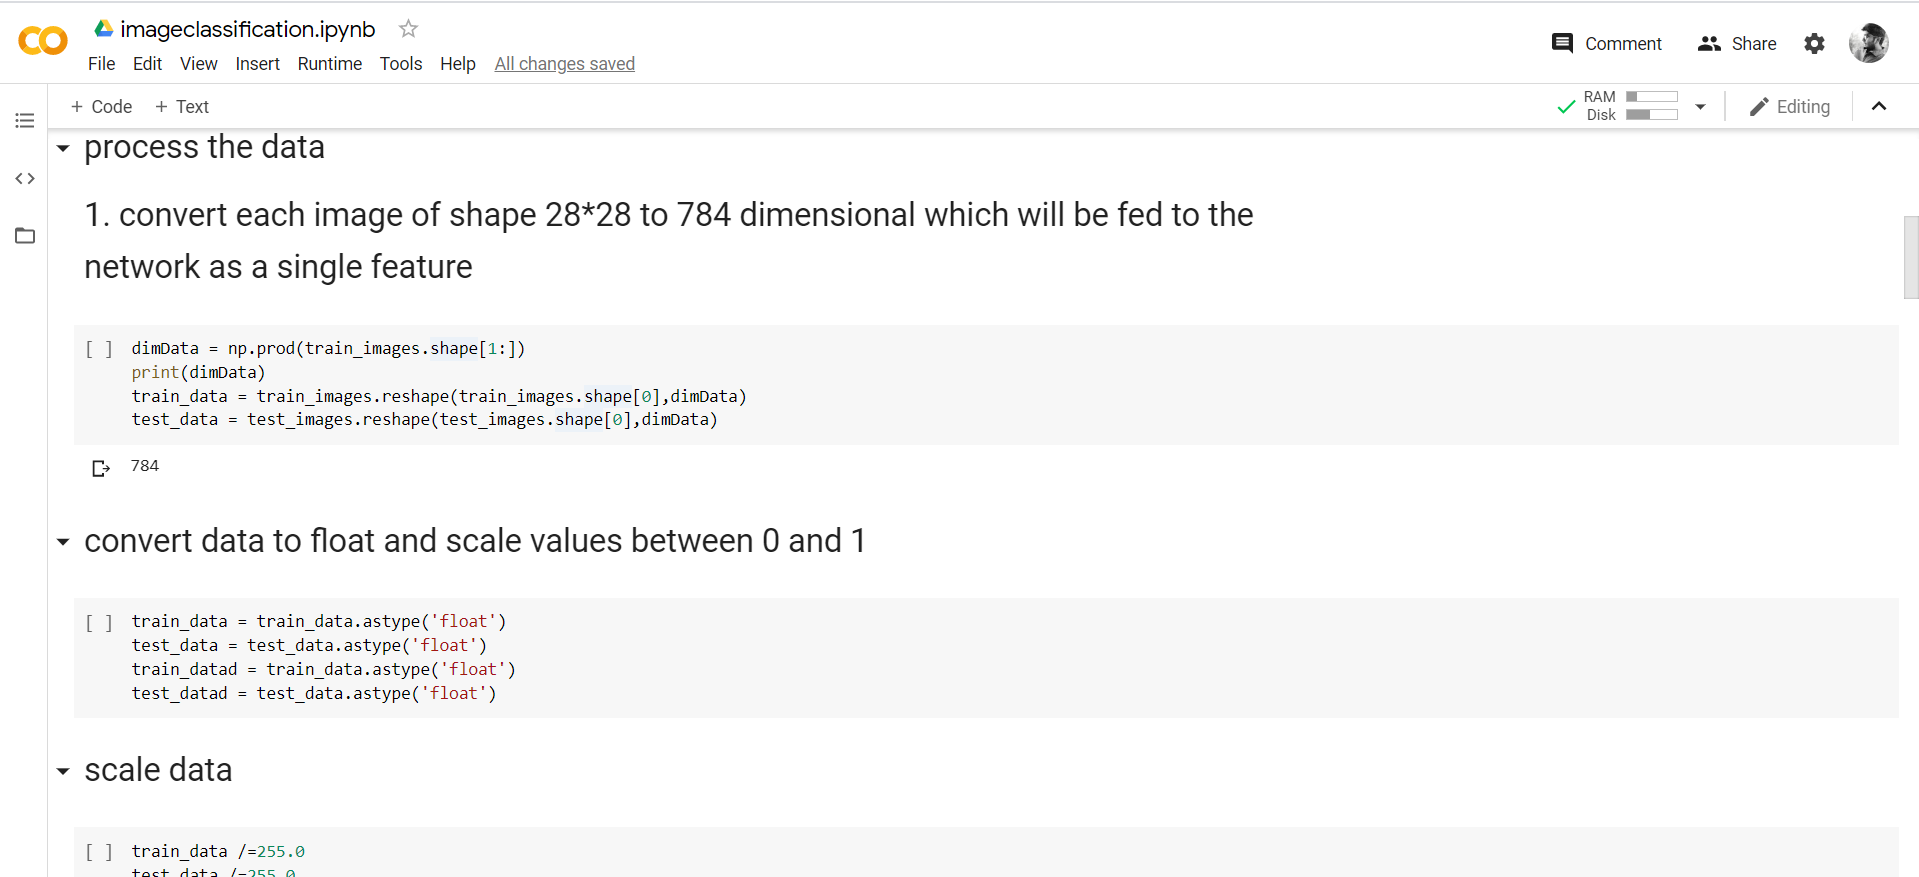 imageclassification.ipynb
File Edit View Insert Runtime Tools Help All changes saved
Comment Share
+ Code + Text
RAM
Disk
Editing
process the data
1. convert each image of shape 28*28 to 784 dimensional which will be fed to the
network as a single feature
[ ] dimData = np.prod(train_images.shape[1:])
print(dimData)
train_data = train_images.reshape(train_images.shape[0],dimData)
test_data = test_images.reshape(test_images.shape[0],dimData)
784
convert data to float and scale values between 0 and 1
[ ] train_data = train_data.astype('float')
test_data = test_data.astype('float')
train_datad = train_data.astype('float')
test_datad = test_data.astype('float')
scale data
[ ] train_data /=255.0
test_data /=255.0